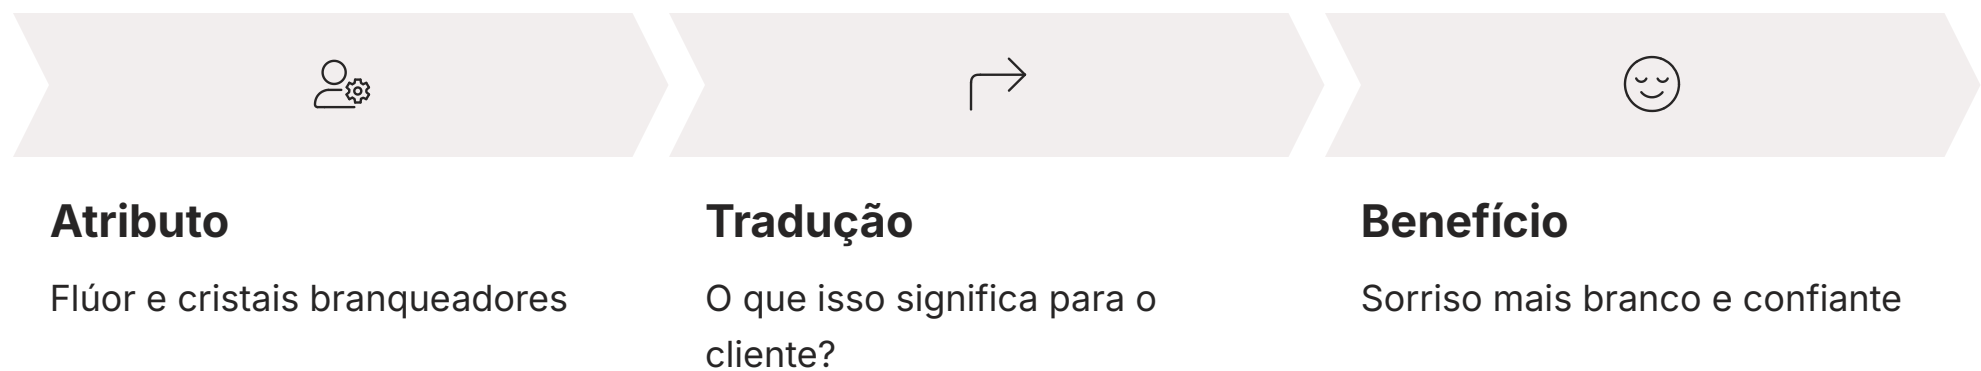 Atributo
Flúor e cristais branqueadores
Tradução
O que isso significa para o
cliente?
Benefício
Sorriso mais branco e confiante